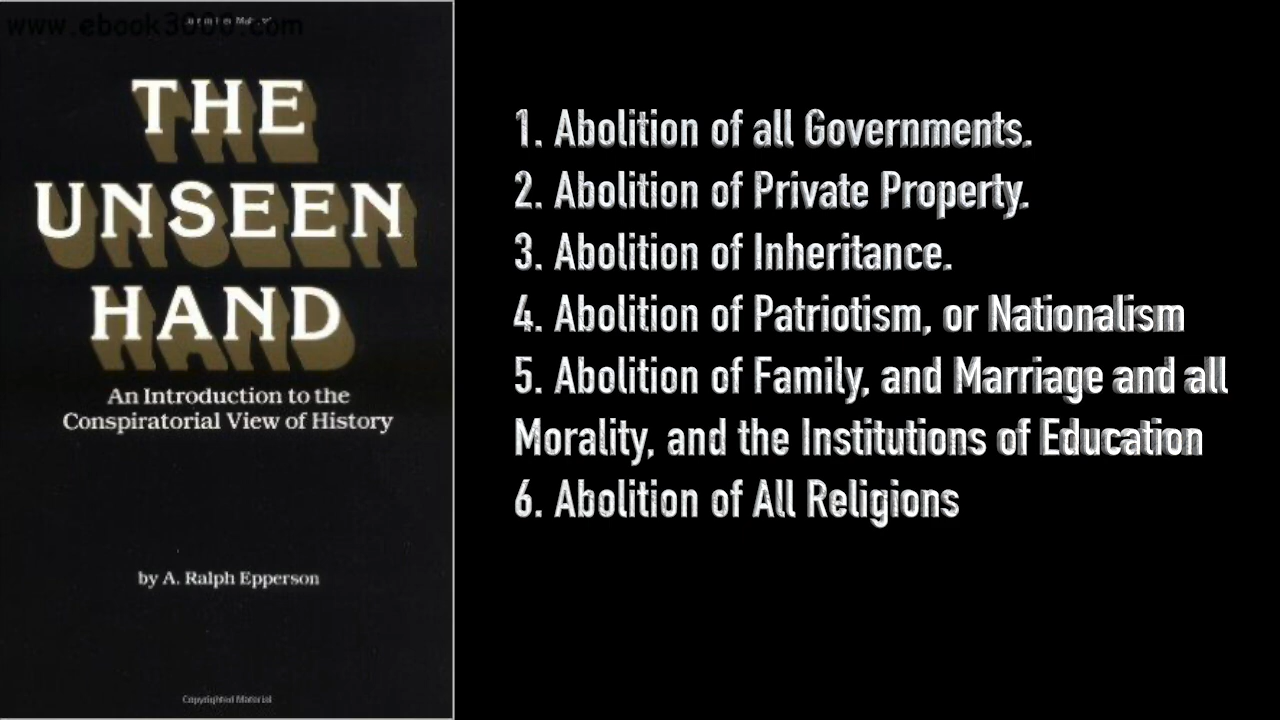 www.ebook3000.com
THE
UNSEEN
HAND
An Introduction to the
Conspiratorial View of History
by A. Ralph Epperson
Copyrighted Material
1. Abolition of all Governments.
2. Abolition of Private Property.
3. Abolition of Inheritance.
4. Abolition of Patriotism, or Nationalism
5. Abolition of Family, and Marriage and all
Morality, and the Institutions of Education
6. Abolition of All Religions